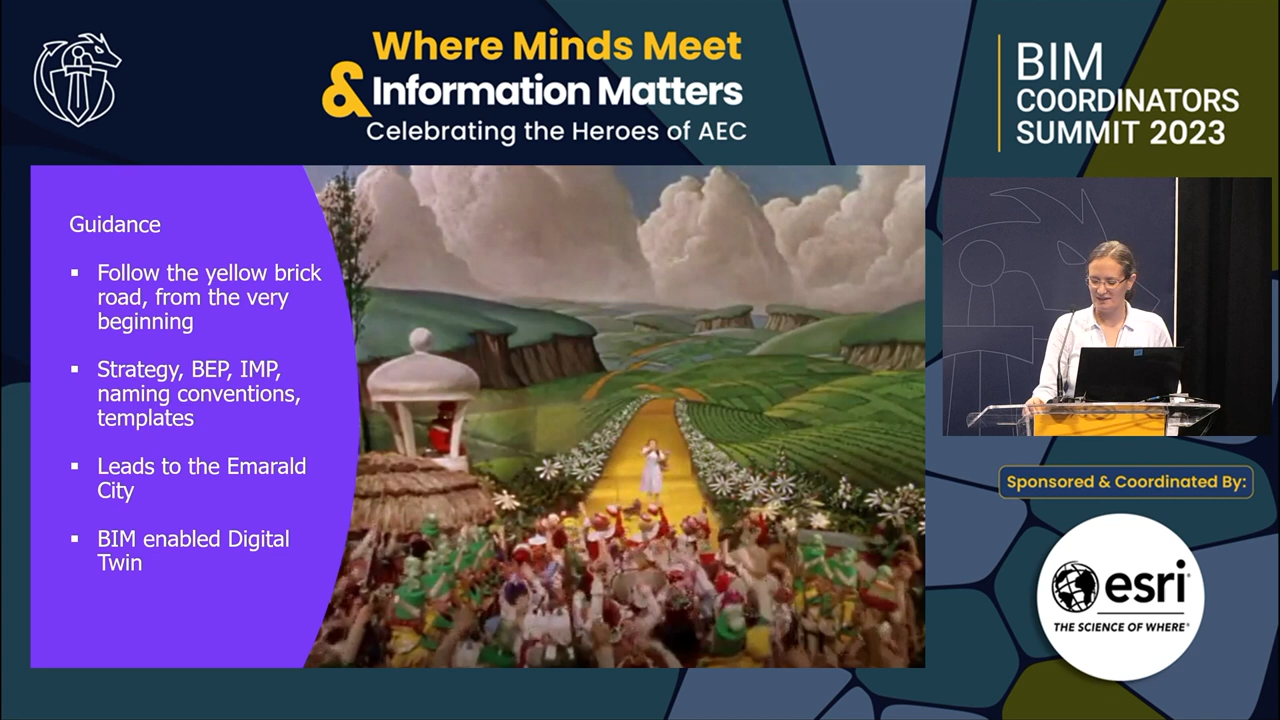 Where Minds Meet
& Information Matters
Celebrating the Heroes of AEC
BIM
COORDINATORS
SUMMIT 2023
Guidance
▪ Follow the yellow brick
road, from the very
beginning
▪ Strategy, BEP, IMP,
naming conventions,
templates
▪ Leads to the Emarald
City
▪ BIM enabled Digital
Twin
Sponsored & Coordinated By:
esri
THE SCIENCE OF WHERE®